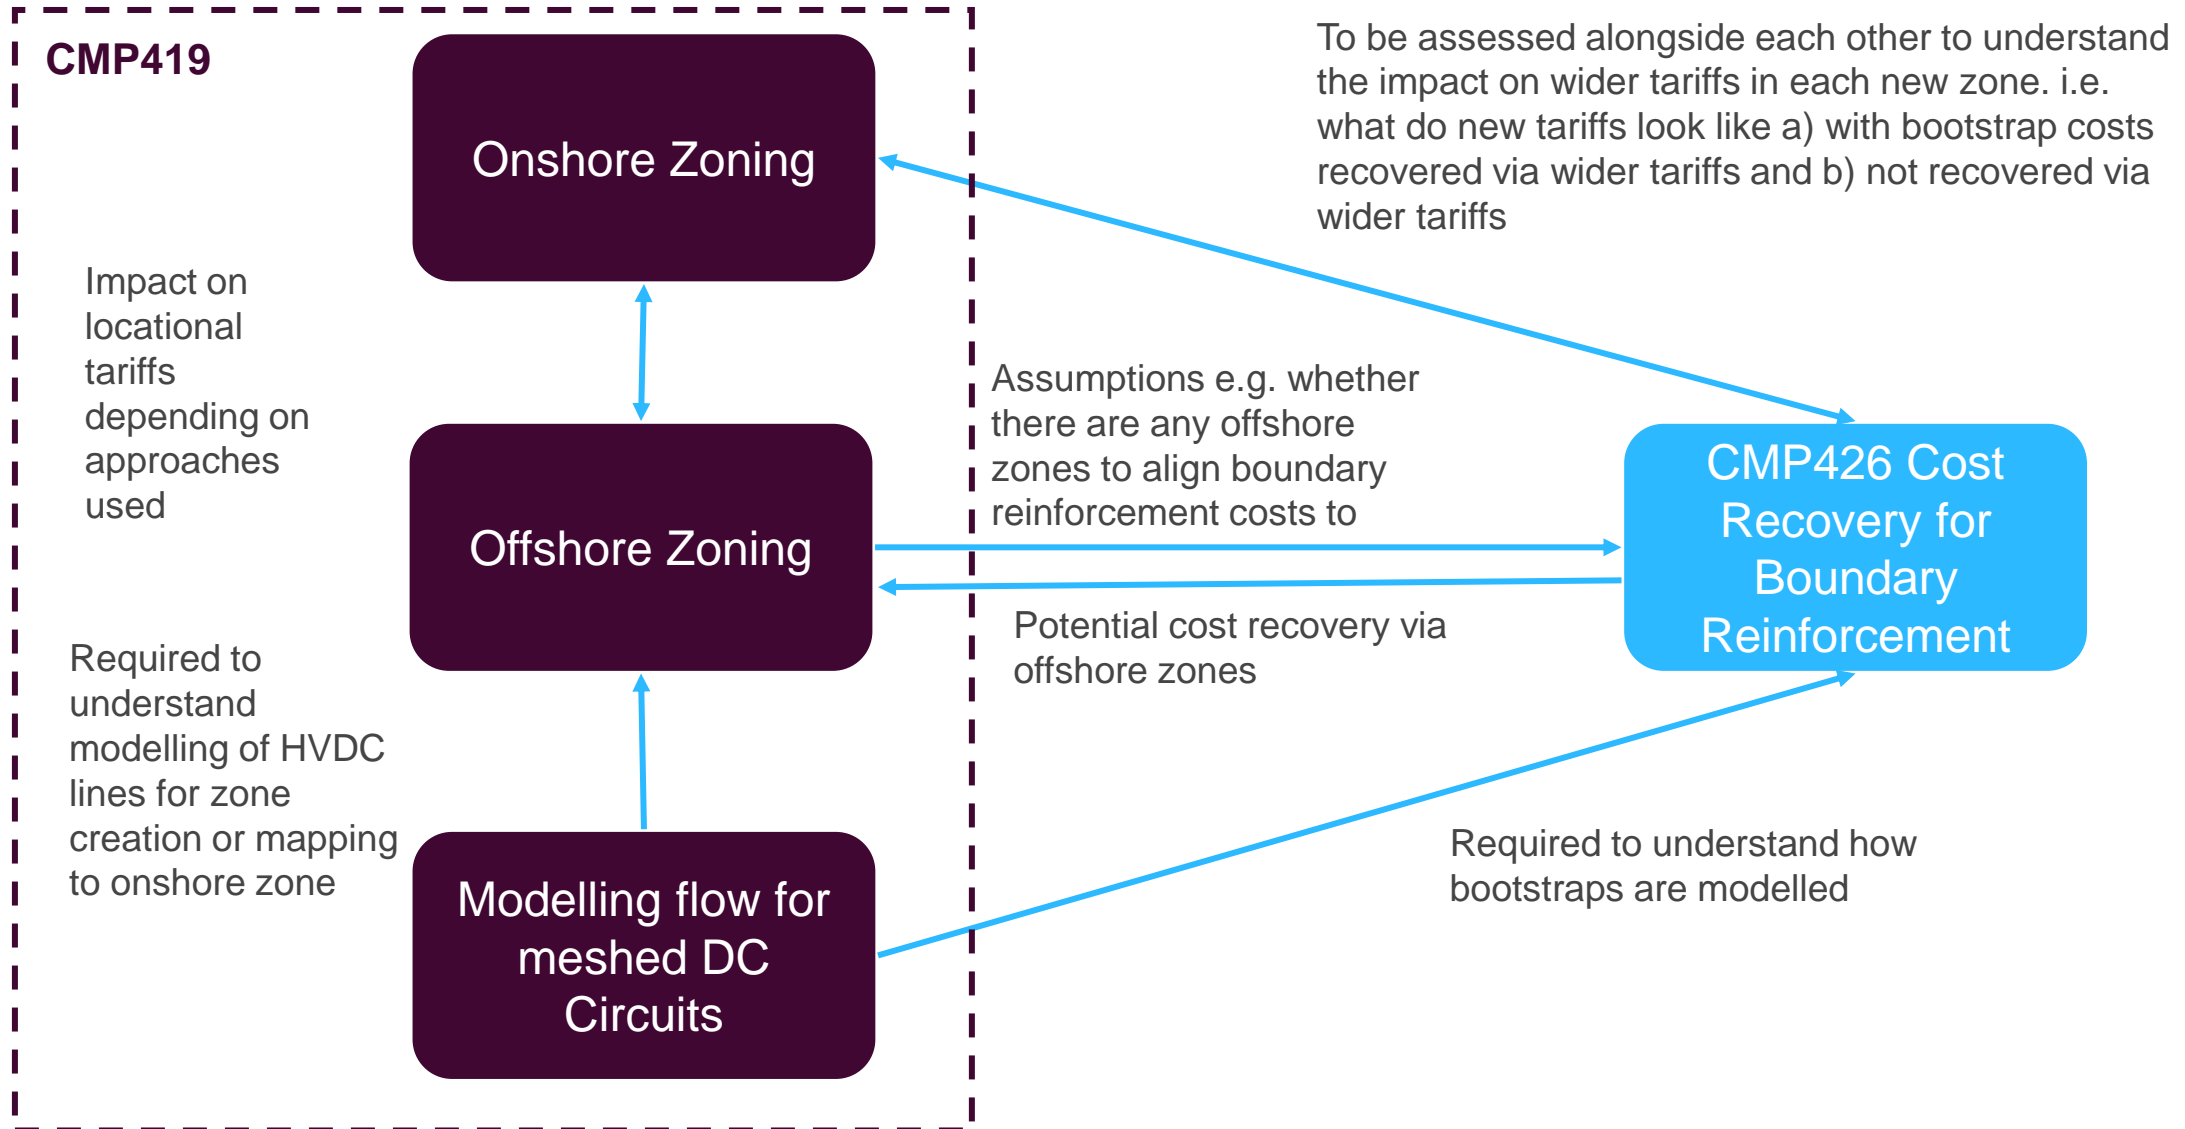 CMP419
Onshore Zoning
To be assessed alongside each other to understand
the impact on wider tariffs in each new zone. i.e.
what do new tariffs look like a) with bootstrap costs
recovered via wider tariffs and b) not recovered via
wider tariffs
Impact on
locational
tariffs
depending on
approaches
used
Assumptions e.g. whether
there are any offshore
zones to align boundary
reinforcement costs to
Offshore Zoning
CMP426 Cost
Recovery for
Boundary
Reinforcement
Potential cost recovery via
offshore zones
Required to
understand
modelling of HVDC
lines for zone
creation or mapping
to onshore zone
Modelling flow for
meshed DC
Circuits
Required to understand how
bootstraps are modelled